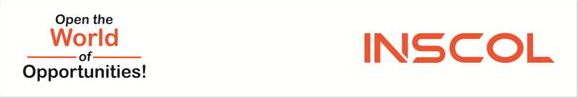 Open the
World
of
Opportunities!
INSCOL